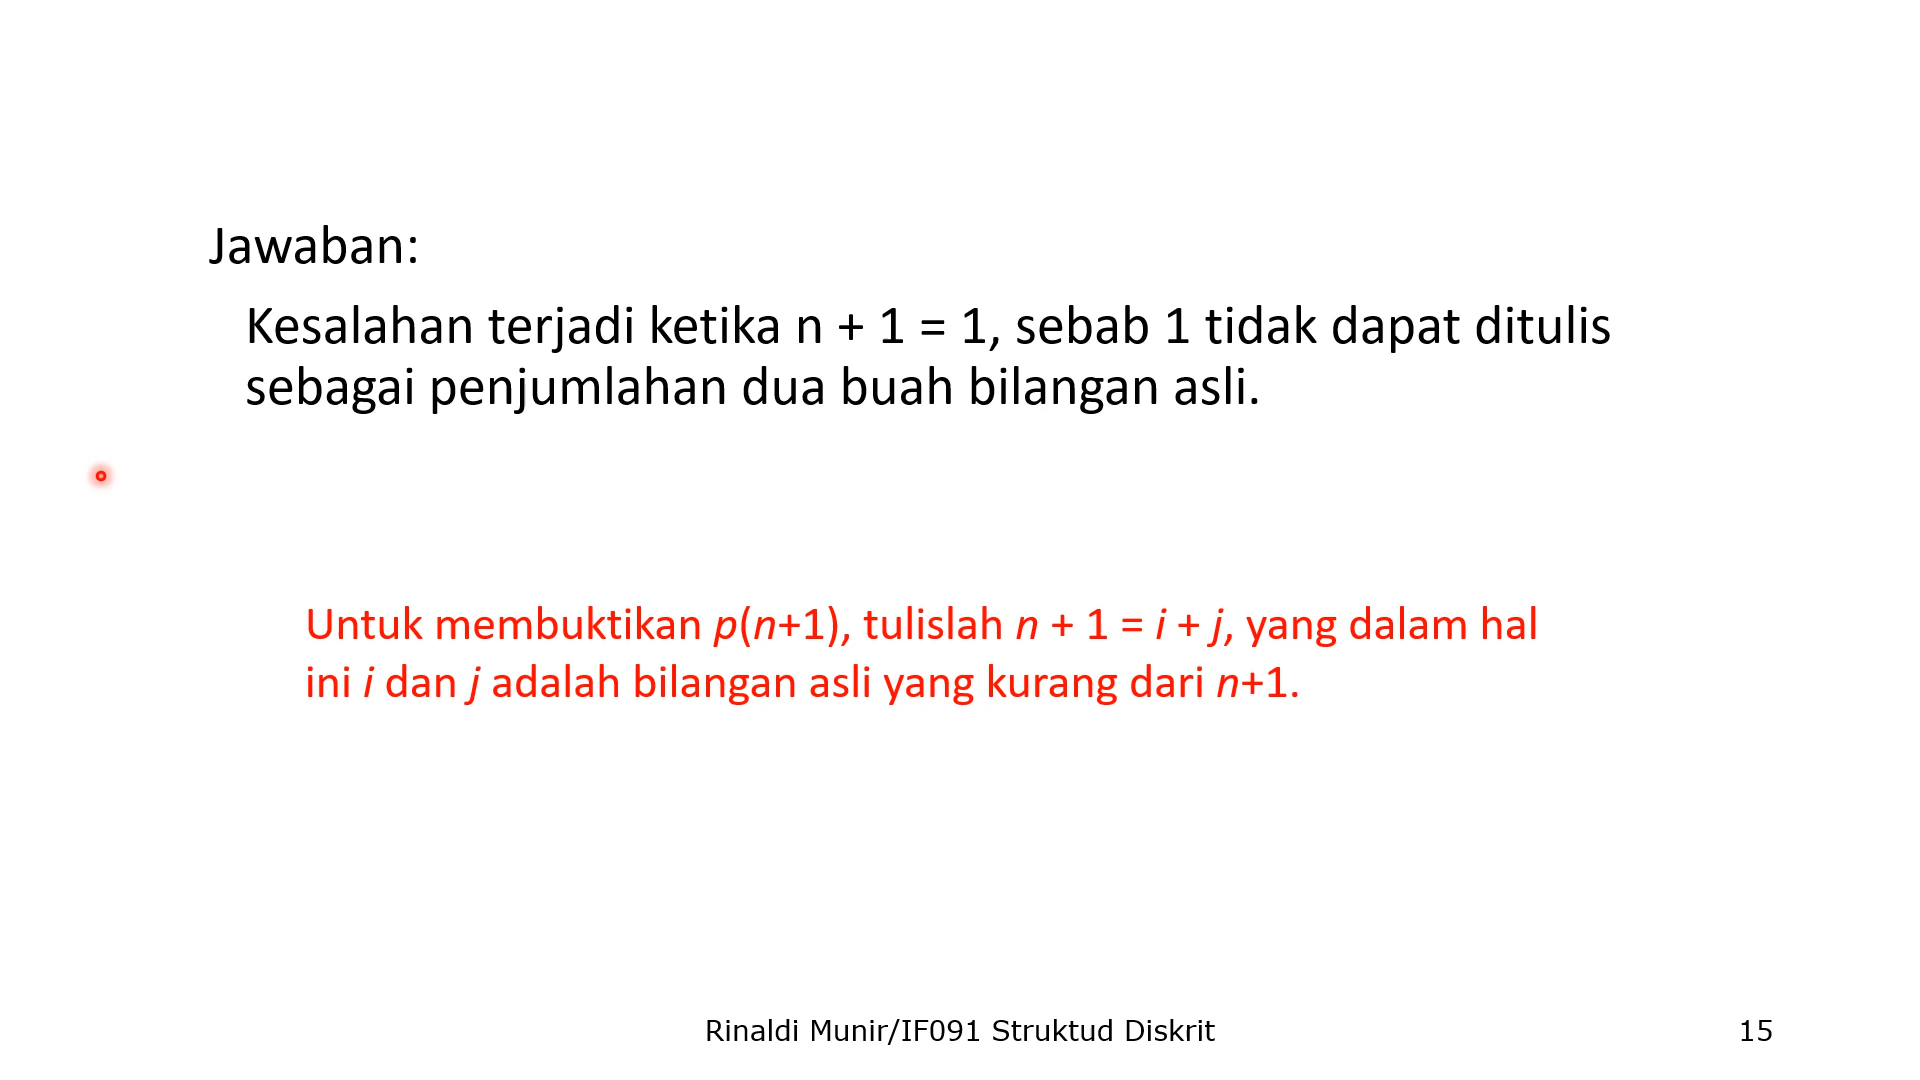 Jawaban:
Kesalahan terjadi ketika n + 1 = 1, sebab 1 tidak dapat ditulis
sebagai penjumlahan dua buah bilangan asli.
Untuk membuktikan p(n+1), tulislah n + 1 = i + j, yang dalam hal
ini i dan j adalah bilangan asli yang kurang dari n+1.
Rinaldi Munir/IF091 Struktud Diskrit
15